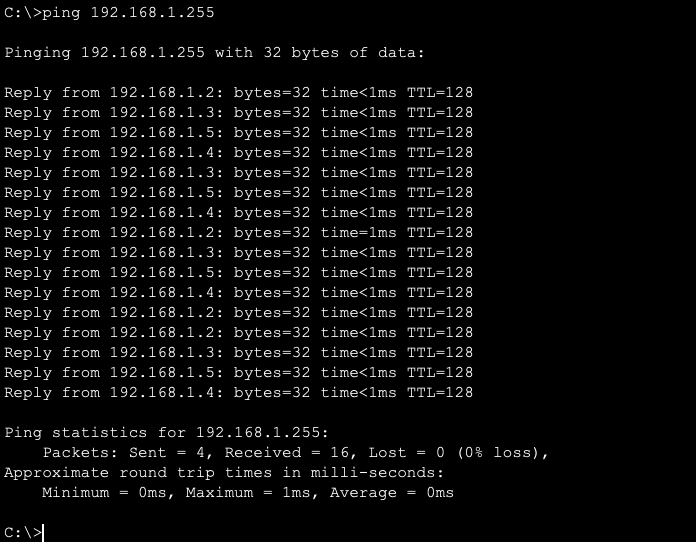 C:\>ping 192.168.1.255
Pinging 192.168.1.255 with 32 bytes of data:
Reply from 192.168.1.2: bytes=32 time<1ms TTL=128
Reply from 192.168.1.3: bytes=32 time<1ms TTL=128
Reply from 192.168.1.5: bytes=32 time<1ms TTL=128
Reply from 192.168.1.4: bytes=32 time<1ms TTL=128
Reply from 192.168.1.3: bytes=32 time<1ms TTL=128
Reply from 192.168.1.5: bytes=32 time<1ms TTL=128
Reply from 192.168.1.4: bytes=32 time<1ms TTL=128
Reply from 192.168.1.2: bytes=32 time=1ms TTL=128
Reply from 192.168.1.3: bytes=32 time<1ms TTL=128
Reply from 192.168.1.5: bytes=32 time<1ms TTL=128
Reply from 192.168.1.4: bytes=32 time<1ms TTL=128
Reply from 192.168.1.2: bytes=32 time<1ms TTL=128
Reply from 192.168.1.2: bytes=32 time<1ms TTL=128
Reply from 192.168.1.3: bytes=32 time<1ms TTL=128
Reply from 192.168.1.5: bytes=32 time<1ms TTL=128
Reply from 192.168.1.4: bytes=32 time<1ms TTL=128
Ping statistics for 192.168.1.255:
Packets: Sent = 4, Received = 16, Lost = 0 (0% loss),
Approximate round trip times in milli-seconds:
Minimum = 0ms, Maximum = 1ms, Average = 0ms
C:\>